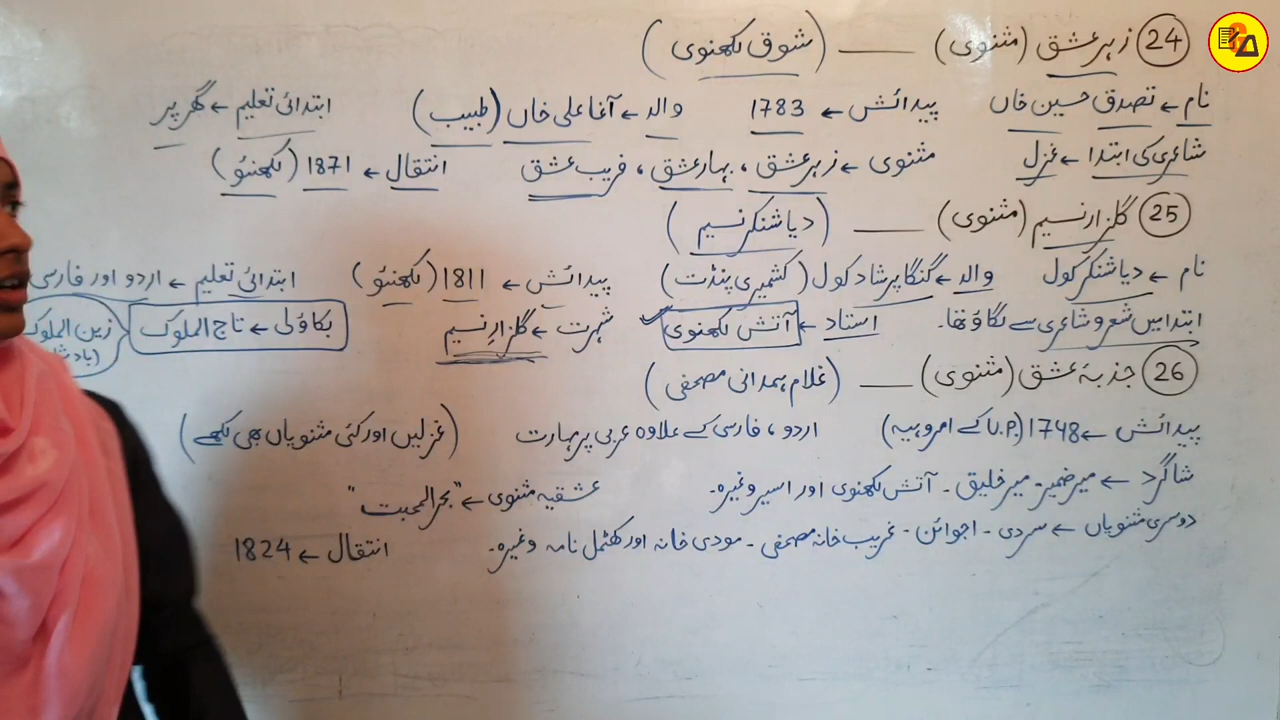 24 زہر عشق (مثنوی) — (شوق لکھنوی)
نام ← تصدق حسین خاں پیدائش ← 1783 والد ← آغا علی خاں (طبیب) ابتدائی تعلیم ← گھر پر
شاعری کی ابتدا ← غزل مثنوی ← زہر عشق ، بہار عشق ، فریب عشق انتقال ← 1871 (لکھنئو)
25 گلزار نسیم (مثنوی) — (دیا شنکر نسیم)
نام ← دیا شنکر کول والد ← گنگا پرشاد کول (کشمیری پنڈت) پیدائش ← 1811 (لکھنئو) ابتدائی تعلیم ← اردو اور فارسی
ابتدا میں شعر و شاعری سے لگاؤ تھا۔ استاد ← آتش لکھنوی شہرت ← گلزارِ نسیم بکاؤلی ← تاج الملوک زین الملوک
26 جذبۂ عشق (مثنوی) — (غلام ہمدانی مصحفی)
پیدائش ← 1748 (U.P. کے امروہیہ) اردو ، فارسی کے علاوہ عربی پر مہارت (غزلیں اور کئی مثنویاں بھی لکھے)
شاگرد ← میر ضمیر۔ میر خلیق ۔ آتش لکھنوی اور اسیر وغیرہ۔ عشقیہ مثنوی ← "بحر المحبت"
دوسری مثنویاں ← سردی ۔ اجوائن ۔ غریب خانہ مصحفی ۔ مودی خانہ اور کھٹمل نامہ وغیرہ۔ انتقال ← 1824